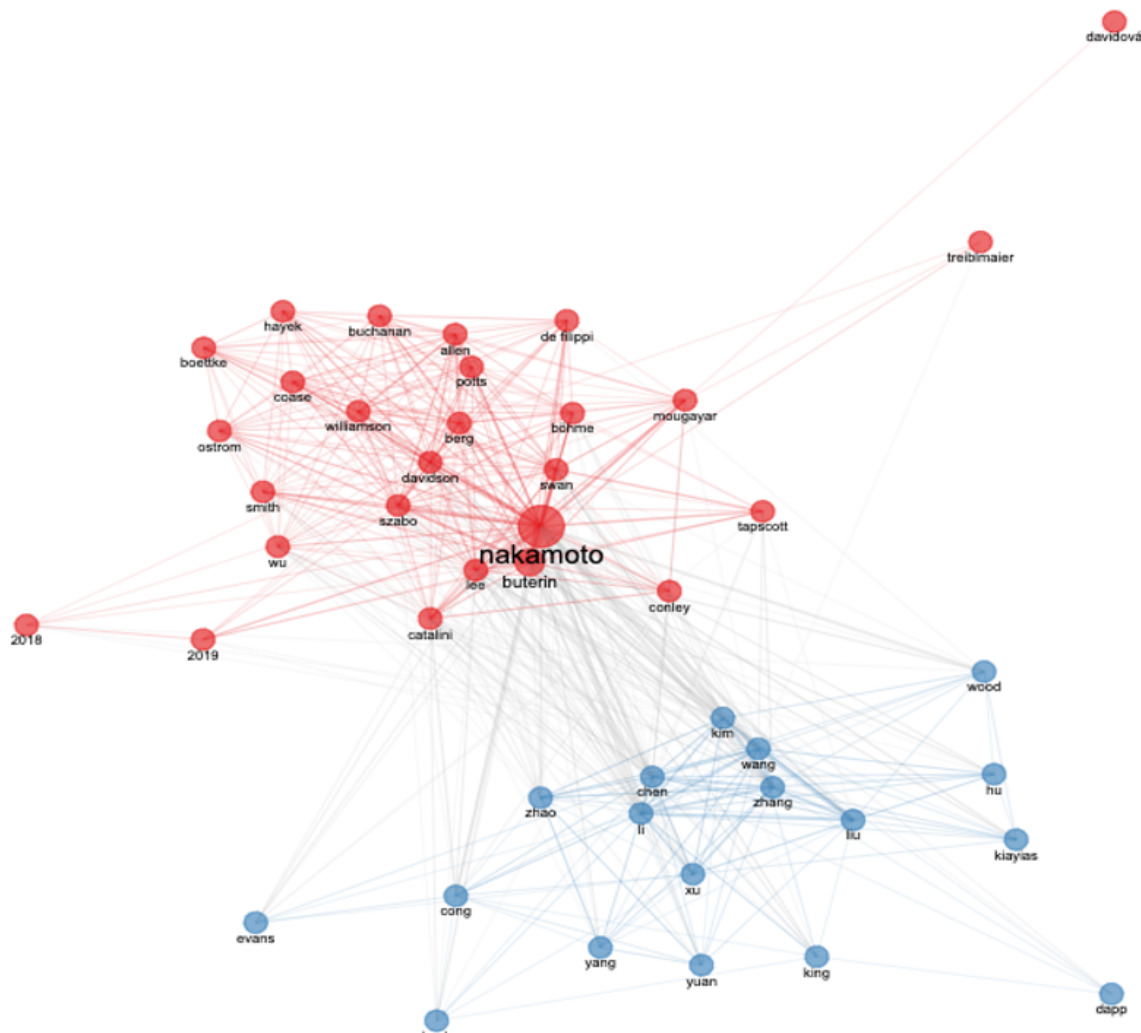 davidová
treiblmaier
hayek
buchanan
de filippi
allen
boettke
potts
coase
williamson
mougayar
ostrom
berg
böhme
davidson
swan
smith
szabo
tapscott
nakamoto
wu
lee
buterin
conley
2018
2019
catalini
wood
kim
wang
hu
chen
zhang
zhao
li
liu
kiayias
xu
cong
evans
yang
yuan
king
dapp